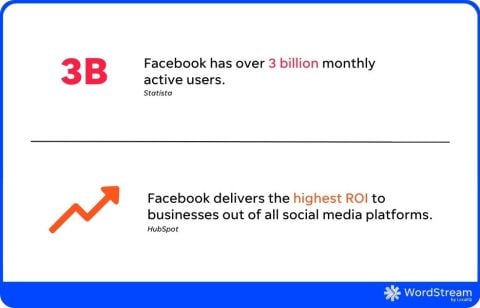 3B
Facebook has over 3 billion monthly
active users.
Statista
Facebook delivers the highest ROI to
businesses out of all social media platforms.
HubSpot
WordStream
by LocaliQ